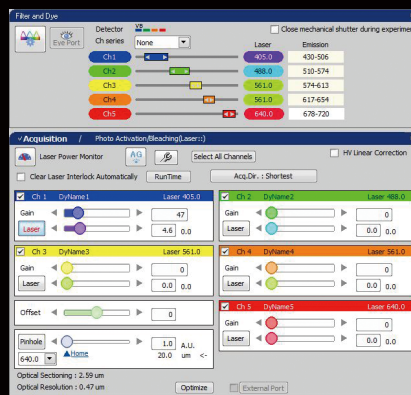 Filter and Dye
VB
Detector
Close mechanical shutter during experimer
Eye Port
Ch series
None
Laser
Emission
Ch1
405.0
430-506
Ch2
488.0
510-574
Ch3
561.0
574-613
Ch4
561.0
617-654
Ch5
640.0
678-720
Acquisition / Photo Activation/Bleaching(Laser::)
Laser Power Monitor
AG
Select All Channels
HV Linear Correction
Clear Laser Interlock Automatically
RunTime
Acq.Dir. : Shortest
Ch 1 DyName1 Laser 405.0
Ch 2 DyName2 Laser 488.0
Gain 47
Gain 0
Laser 4.6 0.0
Laser 0.0 0.0
Ch 3 DyName3 Laser 561.0
Ch 4 DyName4 Laser 561.0
Gain 0
Gain 0
Laser 0.0 0.0
Laser 0.0 0.0
Offset 0
Ch 5 DyName5 Laser 640.0
Gain 0
Pinhole 1.0 A.U.
Laser 0.0 0.0
640.0 Home 20.0 um <-
Optical Sectioning : 2.59 um
Optical Resolution : 0.47 um
Optimize
External Port